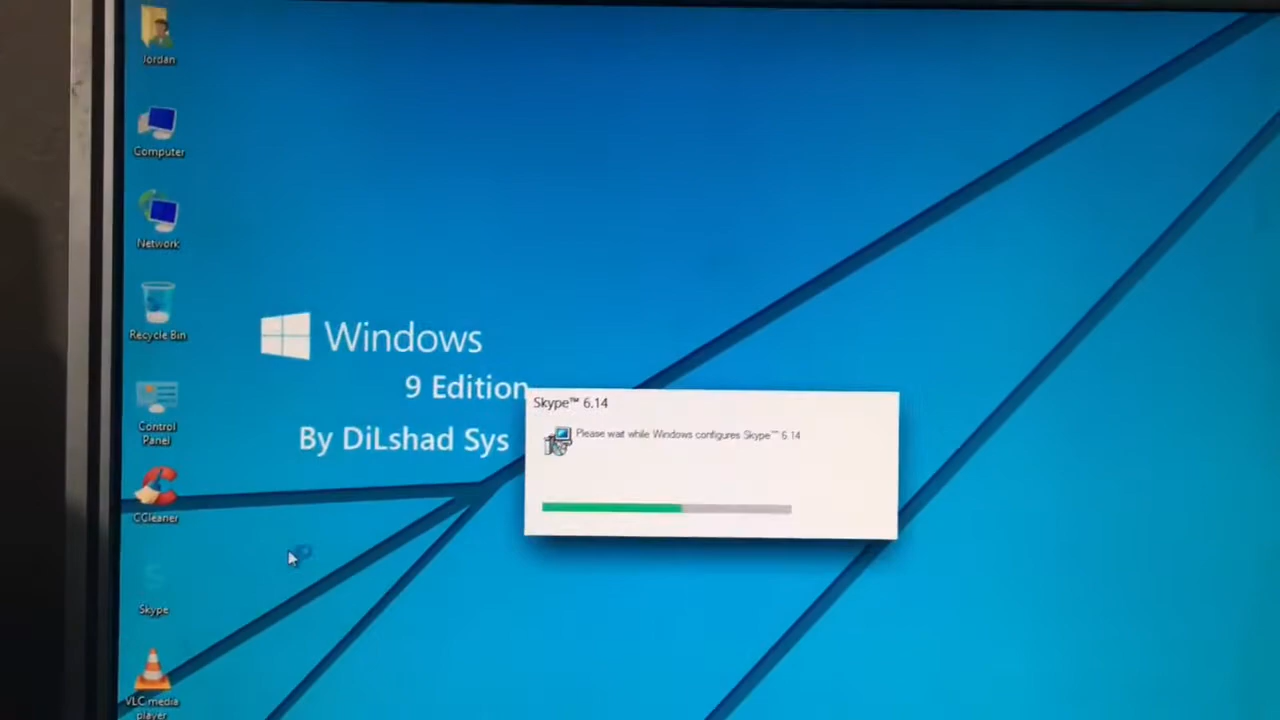 Jordan
Computer
Network
Recycle Bin
Control
Panel
CCleaner
Skype
VLC media
player
Windows
9 Edition
By DiLshad Sys
Skype™ 6.14
Please wait while Windows configures Skype™ 6.14